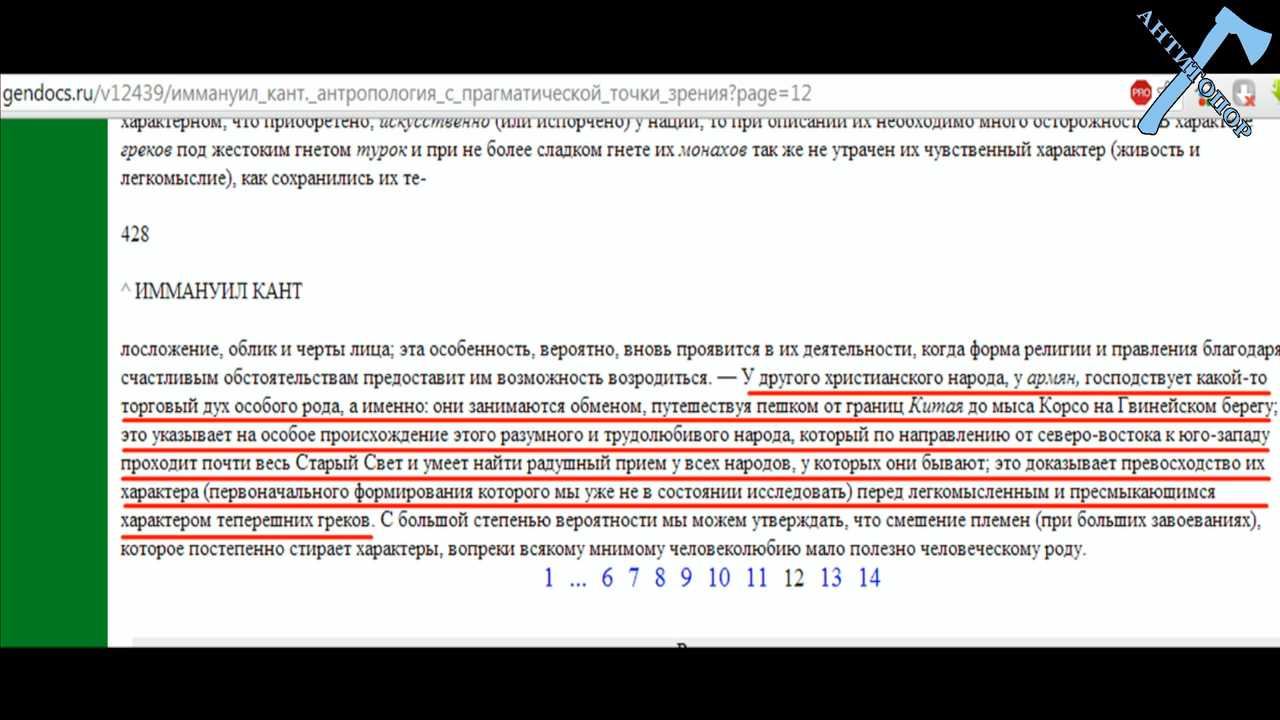 АНТИТОПОР
gendocs.ru/v12439/иммануил_кант._антропология_с_прагматической_точки_зрения?page=12
PRO
характерном, что приобретено, искусственно (или испорчено) у нации, то при описании их необходимо много осторожност В характере
греков под жестоким гнетом турок и при не более сладком гнете их монахов так же не утрачен их чувственный характер (живость и
легкомыслие), как сохранились их те-
428
^ ИММАНУИЛ КАНТ
лосложение, облик и черты лица; эта особенность, вероятно, вновь проявится в их деятельности, когда форма религии и правления благодаря
счастливым обстоятельствам предоставит им возможность возродиться. — У другого христианского народа, у армян, господствует какой-то
торговый дух особого рода, а именно: они занимаются обменом, путешествуя пешком от границ Китая до мыса Корсо на Гвинейском берегу;
это указывает на особое происхождение этого разумного и трудолюбивого народа, который по направлению от северо-востока к юго-западу
проходит почти весь Старый Свет и умеет найти радушный прием у всех народов, у которых они бывают; это доказывает превосходство их
характера (первоначального формирования которого мы уже не в состоянии исследовать) перед легкомысленным и пресмыкающимся
характером теперешних греков. С большой степенью вероятности мы можем утверждать, что смешение племен (при больших завоеваниях),
которое постепенно стирает характеры, вопреки всякому мнимому человеколюбию мало полезно человеческому роду.
1 ... 6 7 8 9 10 11 12 13 14